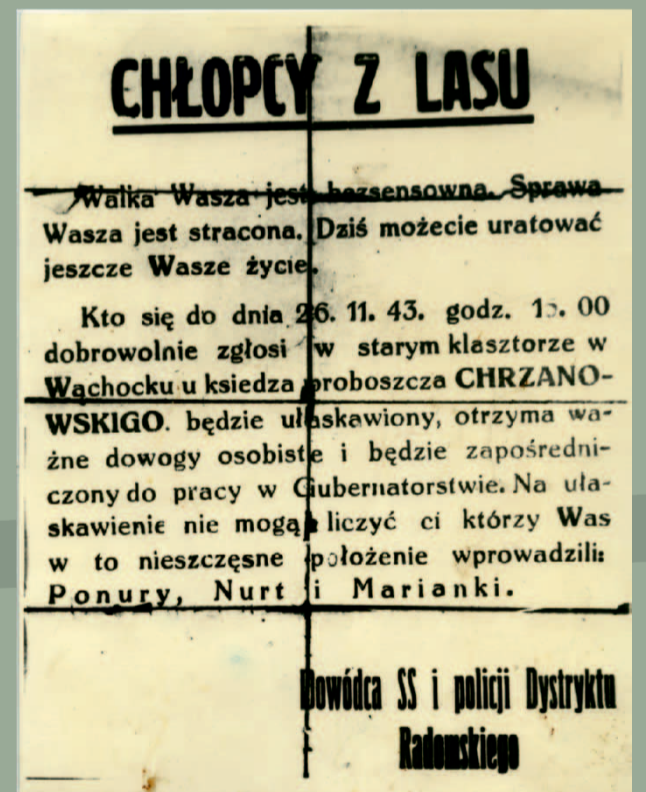 CHŁOPCY Z LASU
Walka Wasza jest bezsensowna. Sprawa
Wasza jest stracona. Dziś możecie uratować
jeszcze Wasze życie.
Kto się do dnia 26. 11. 43. godz. 00
dobrowolnie zgłosi w starym klasztorze w
Wąchocku u ksiedza proboszcza CHRZANO-
WSKIGO. będzie ułaskawiony, otrzyma wa-
żne dowogy osobiste i będzie zapośredni-
czony do pracy w Gubernatorstwie. Na uła-
skawienie nie mogą liczyć ci którzy Was
w to nieszczęsne położenie wprowadzili:
Ponury, Nurt i Marianki.
Dowódca SS i policji Dystryktu
Radomskiego